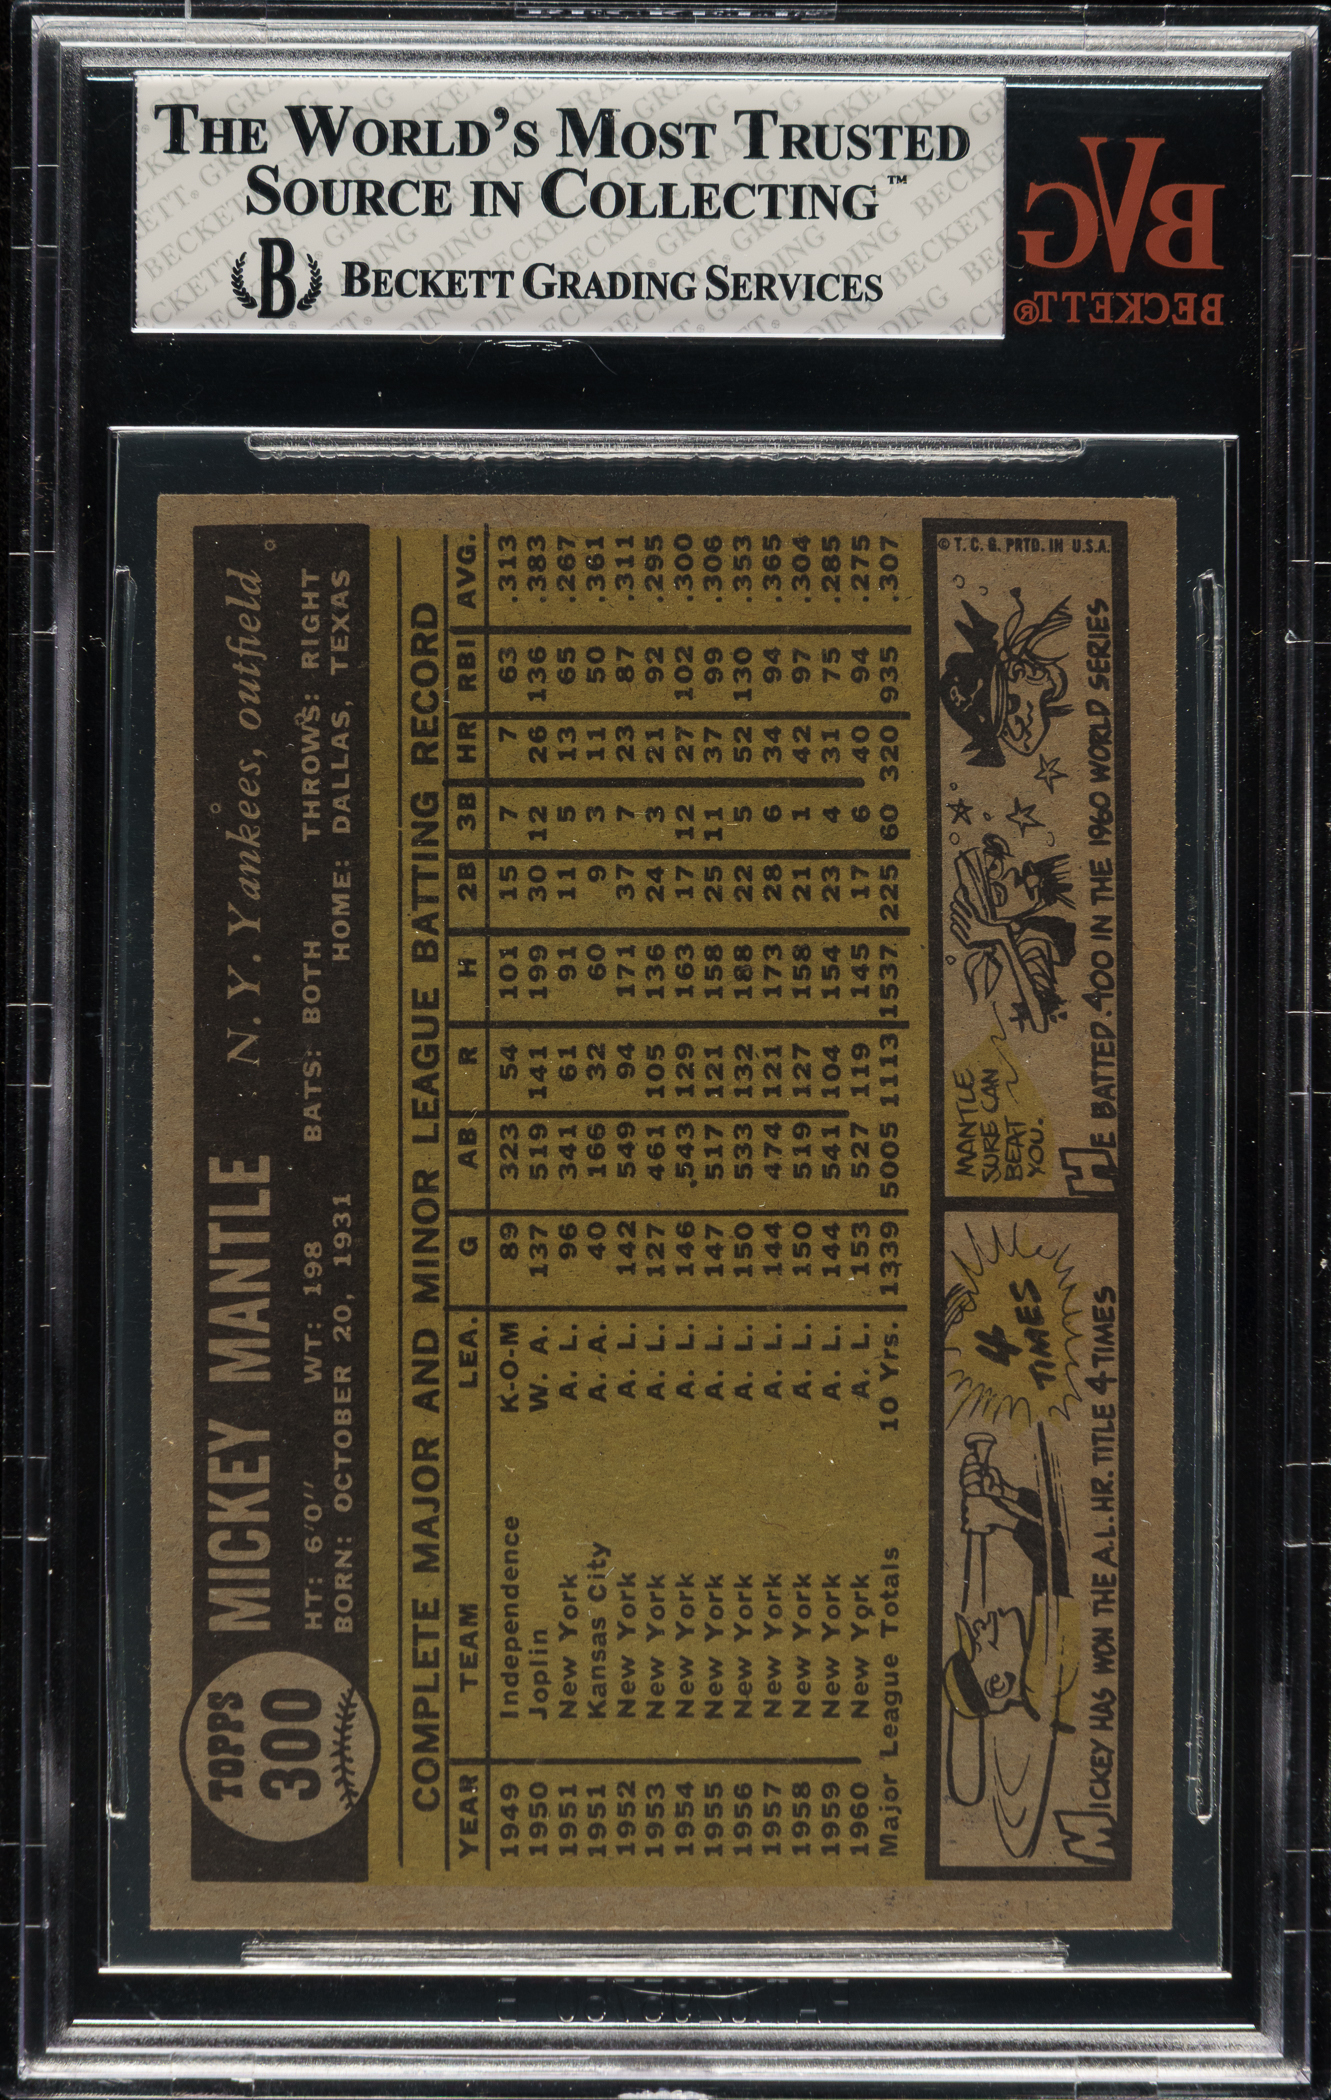 THE WORLD'S MOST TRUSTED
SOURCE IN COLLECTING™
B BECKETT GRADING SERVICES
BVG
BECKETT®
TOPPS
300
MICKEY MANTLE N. Y. Yankees, outfield
HT: 6'0'' WT: 198 BATS: BOTH THROWS: RIGHT
BORN: OCTOBER 20, 1931 HOME: DALLAS, TEXAS
COMPLETE MAJOR AND MINOR LEAGUE BATTING RECORD
YEAR TEAM LEA. G AB R H 2B 3B HR RBI AVG.
1949 Independence K-O-M 89 323 54 101 15 7 7 63 .313
1950 Joplin W. A. 137 519 141 199 30 12 26 136 .383
1951 New York A. L. 96 341 61 91 11 5 13 65 .267
1951 Kansas City A. A. 40 166 32 60 9 3 11 50 .361
1952 New York A. L. 142 549 94 171 37 7 23 87 .311
1953 New York A. L. 127 461 105 136 24 3 21 92 .295
1954 New York A. L. 146 543 129 163 17 12 27 102 .300
1955 New York A. L. 147 517 121 158 25 11 37 99 .306
1956 New York A. L. 150 533 132 188 22 5 52 130 .353
1957 New York A. L. 144 474 121 173 28 6 34 94 .365
1958 New York A. L. 150 519 127 158 21 1 42 97 .304
1959 New York A. L. 144 541 104 154 23 4 31 75 .285
1960 New York A. L. 153 527 119 145 17 6 40 94 .275
Major League Totals 10 Yrs. 1339 5005 1113 1537 225 60 320 935 .307
4
TIMES
MICKEY HAS WON THE A.L. HR. TITLE 4 TIMES
MANTLE
SURE CAN
BEAT
YOU.
HE BATTED .400 IN THE 1960 WORLD SERIES
© T. C. G. PRTD. IN U.S.A.